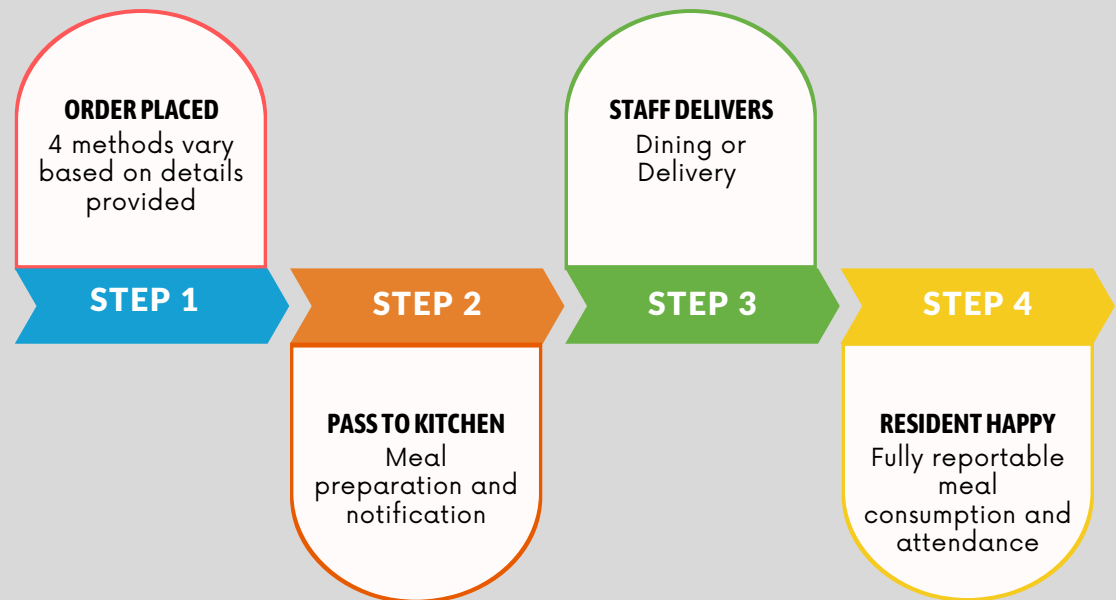 ORDER PLACED
4 methods vary
based on details
provided
STEP 1
STEP 2
PASS TO KITCHEN
Meal
preparation and
notification
STAFF DELIVERS
Dining or
Delivery
STEP 3
STEP 4
RESIDENT HAPPY
Fully reportable
meal
consumption and
attendance